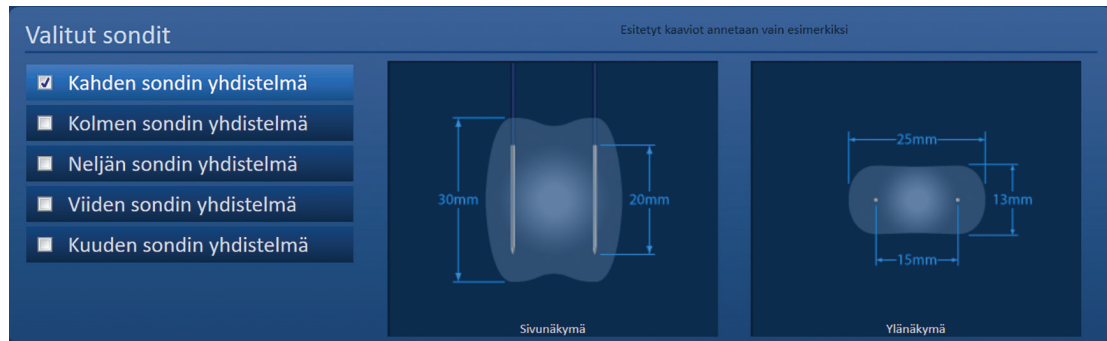 Valitut sondit
Esitetyt kaaviot annetaan vain esimerkiksi
Kahden sondin yhdistelmä
Kolmen sondin yhdistelmä
Neljän sondin yhdistelmä
Viiden sondin yhdistelmä
Kuuden sondin yhdistelmä
30mm
20mm
Sivunäkymä
25mm
13mm
15mm
Ylänäkymä